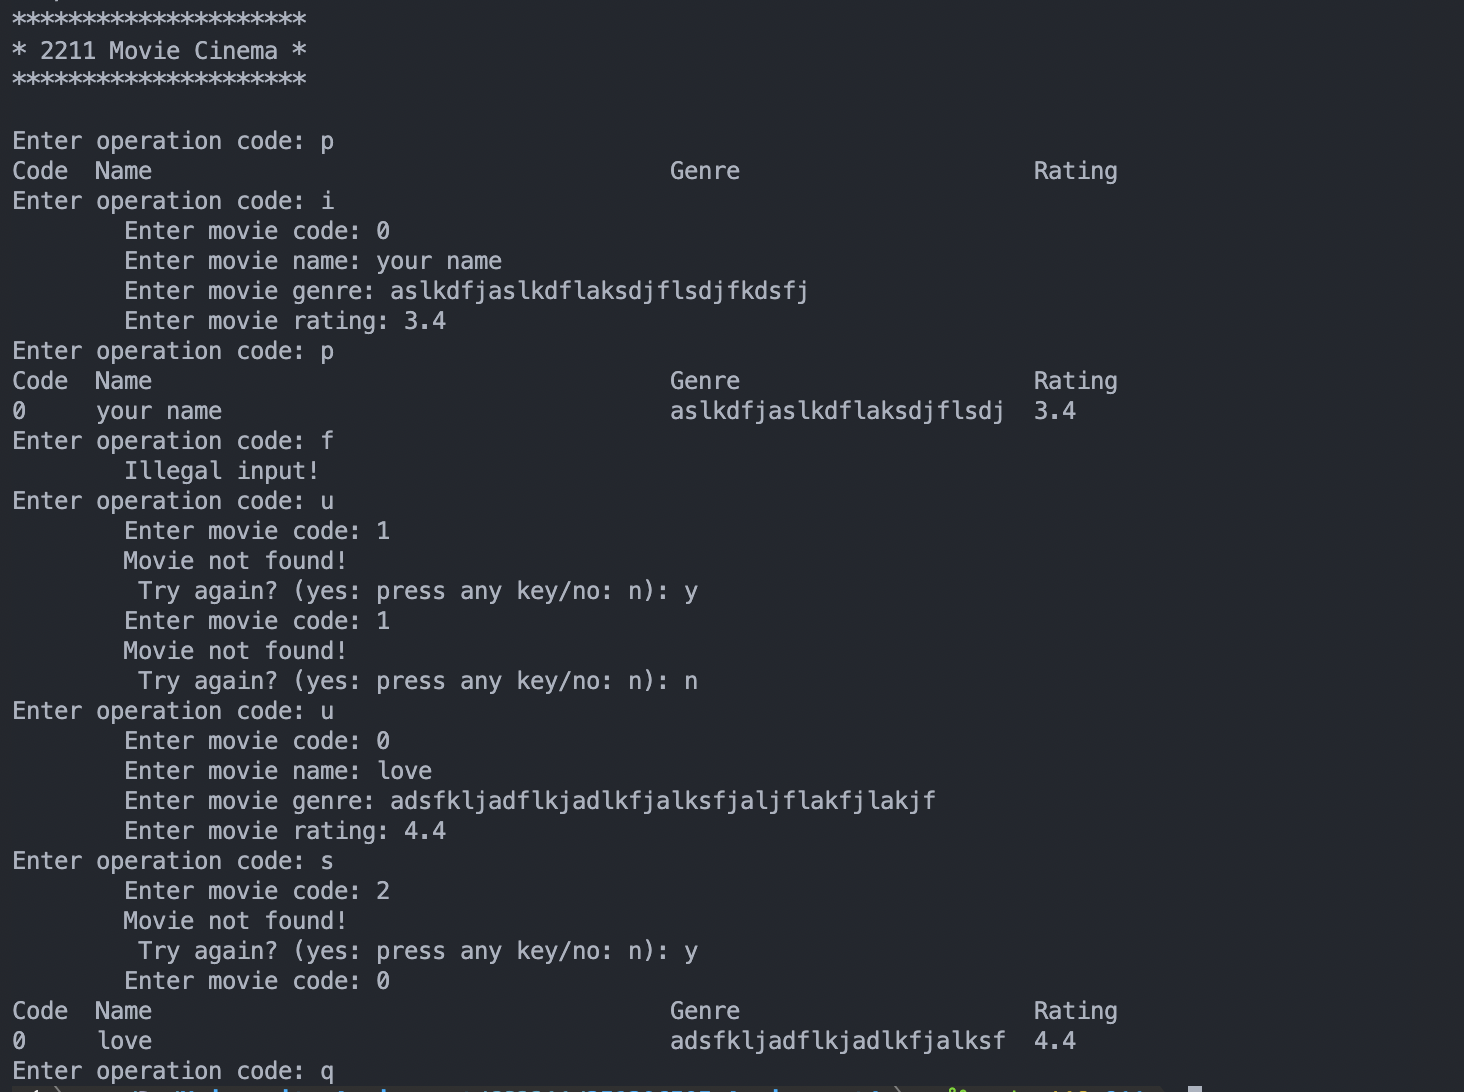 *********************
* 2211 Movie Cinema *
*********************
Enter operation code: p
Code  Name                                     Genre                     Rating
Enter operation code: i
        Enter movie code: 0
        Enter movie name: your name
        Enter movie genre: aslkdfjaslkdflaksdjflsdjfkdsfj
        Enter movie rating: 3.4
Enter operation code: p
Code  Name                                     Genre                     Rating
0     your name                                aslkdfjaslkdflaksdjflsdj  3.4
Enter operation code: f
        Illegal input!
Enter operation code: u
        Enter movie code: 1
        Movie not found!
         Try again? (yes: press any key/no: n): y
        Enter movie code: 1
        Movie not found!
         Try again? (yes: press any key/no: n): n
Enter operation code: u
        Enter movie code: 0
        Enter movie name: love
        Enter movie genre: adsfkljadflkjadlkfjalksfjaljflakfjlakjf
        Enter movie rating: 4.4
Enter operation code: s
        Enter movie code: 2
        Movie not found!
         Try again? (yes: press any key/no: n): y
        Enter movie code: 0
Code  Name                                     Genre                     Rating
0     love                                     adsfkljadflkjadlkfjalksf  4.4
Enter operation code: q